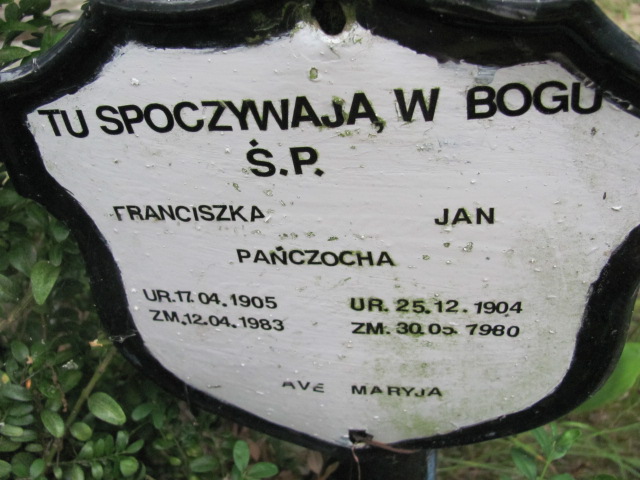 TU SPOCZYWAJĄ W BOGU
Ś.P.
FRANCISZKA JAN
PAŃCZOCHA
UR.17.04.1905 UR. 25.12.1904
ZM.12.04.1983 ZM. 30.05 7980
AVE MARYJA